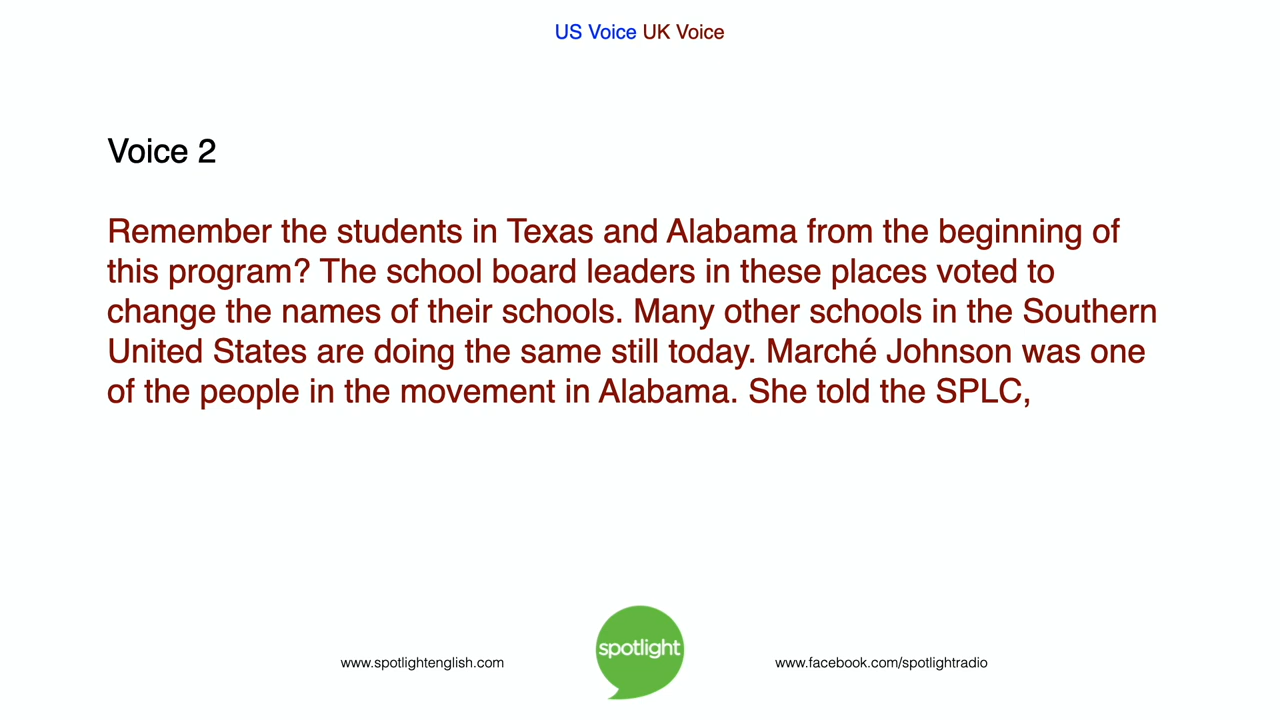 US Voice UK Voice
Voice 2
Remember the students in Texas and Alabama from the beginning of
this program? The school board leaders in these places voted to
change the names of their schools. Many other schools in the Southern
United States are doing the same still today. Marché Johnson was one
of the people in the movement in Alabama. She told the SPLC,
www.spotlightenglish.com
spotlight
www.facebook.com/spotlightradio